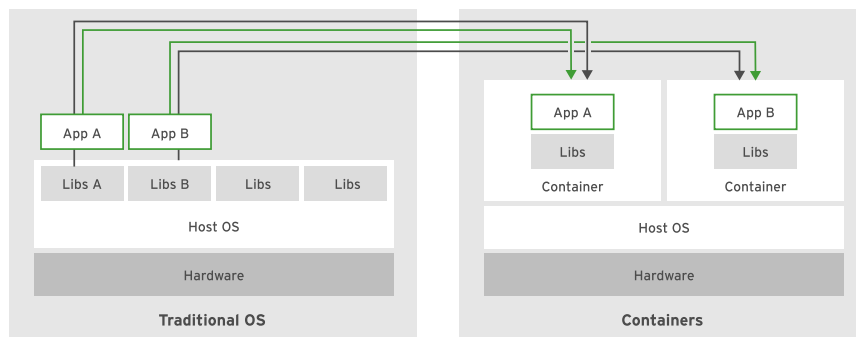 App A
App B
App A
App B
Libs A
Libs B
Libs
Libs
Libs
Libs
Container
Container
Host OS
Host OS
Hardware
Hardware
Traditional OS
Containers